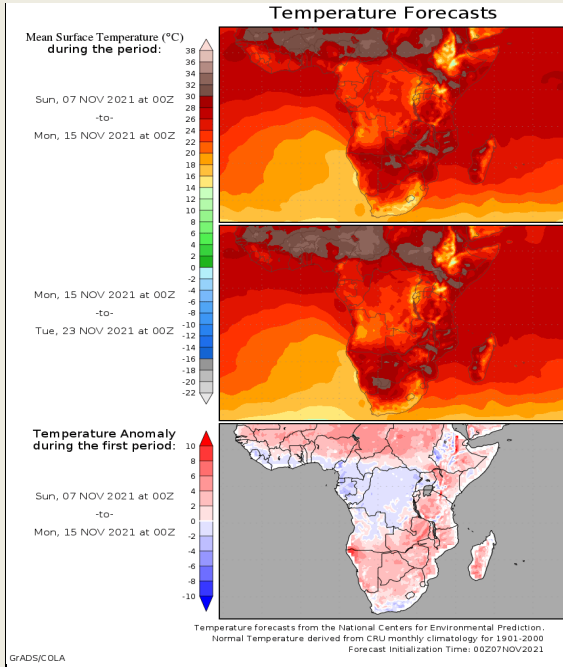 Temperature Forecasts
Mean Surface Temperature (°C)
during the period:
Sun, 07 NOV 2021 at 00Z
-to-
Mon, 15 NOV 2021 at 00Z
38
36
34
32
30
28
26
24
22
20
18
16
14
12
10
8
6
4
2
0
-2
-4
-6
-8
-10
-12
-14
-16
-18
-20
-22
Mon, 15 NOV 2021 at 00Z
-to-
Tue, 23 NOV 2021 at 00Z
Temperature Anomaly
during the first period:
Sun, 07 NOV 2021 at 00Z
-to-
Mon, 15 NOV 2021 at 00Z
10
8
6
4
2
0
-2
-4
-6
-8
-10
Temperature forecasts from the National Centers for Environmental Prediction.
Normal Temperature derived from CRU monthly climatology for 1901-2000
Forecast Initialization Time: 00Z07NOV2021
GrADS/COLA